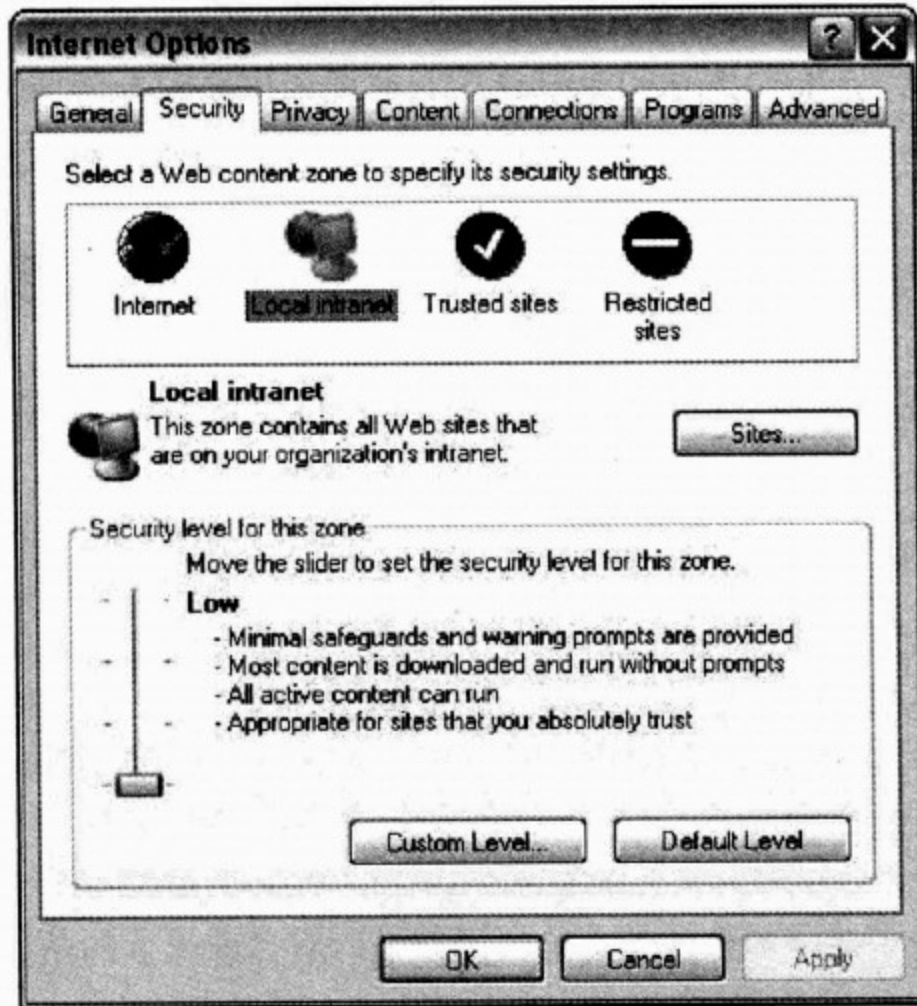 Internet Options
General Security Privacy Content Connections Programs Advanced
Select a Web content zone to specify its security settings.
Internet Local intranet Trusted sites Restricted sites
Local intranet
This zone contains all Web sites that
are on your organization's intranet.
Sites...
Security level for this zone
Move the slider to set the security level for this zone.
Low
- Minimal safeguards and warning prompts are provided
- Most content is downloaded and run without prompts
- All active content can run
- Appropriate for sites that you absolutely trust
Custom Level... Default Level
OK Cancel Apply